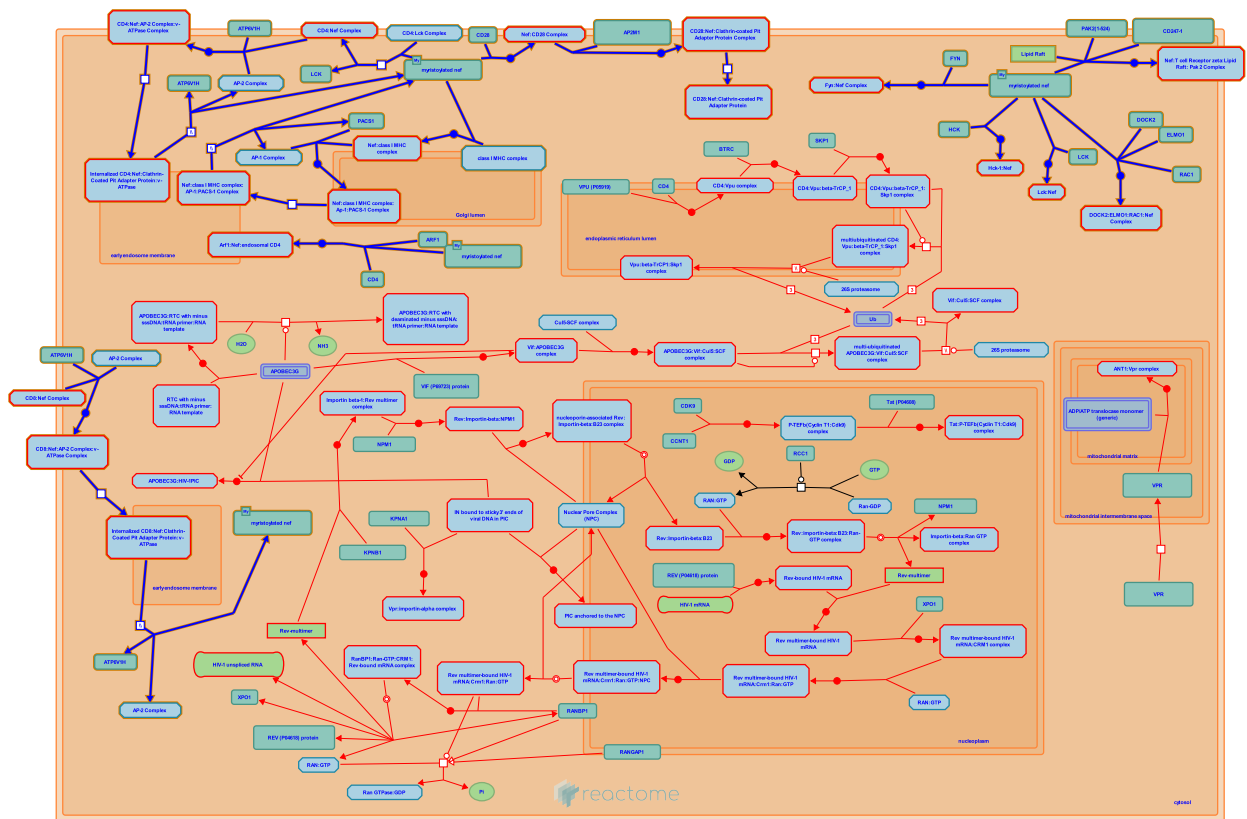 CD4:Nef:AP-2 Complex:v-
ATPase Complex
ATP6V1H
CD4:Nef Complex
CD4:Lck Complex
CD28
Nef:CD28 Complex
AP2M1
CD28:Nef:Clathrin-coated Pit
Adapter Protein Complex
PAK2(1-524)
CD247-1
LCK
AP-2 Complex
ATP6V1H
myristoylated nef
CD28:Nef:Clathrin-coated Pit
Adapter Protein
FYN
Lipid Raft
Nef:T cell Receptor zeta:Lipid
Raft: Pak 2 Complex
Fyn:Nef Complex
myristoylated nef
PACS1
AP-1 Complex
Nef:class I MHC
complex
class I MHC complex
HCK
DOCK2
ELMO1
LCK
RAC1
Hck-1:Nef
Lck:Nef
DOCK2:ELMO1:RAC1:Nef
Complex
Internalized CD4:Nef:Clathrin-
Coated Pit Adapter Protein:v-
ATPase
Nef:class I MHC complex:
AP-1:PACS-1 Complex
Nef:class I MHC complex:
Ap-1:PACS-1 Complex
Golgi lumen
early endosome membrane
Arf1:Nef:endosomal CD4
ARF1
myristoylated nef
CD4
BTRC
SKP1
VPU (P05919)
CD4
CD4:Vpu complex
CD4:Vpu:beta-TrCP_1
CD4:Vpu:beta-TrCP_1:
Skp1 complex
endoplasmic reticulum lumen
multiubiquitinated CD4:
Vpu:beta-TrCP_1:Skp1
complex
Vpu:beta-TrCP1:Skp1
complex
26S proteasome
APOBEC3G:RTC with minus
sssDNA:tRNA primer:RNA
template
APOBEC3G:RTC with
deaminated minus sssDNA:
tRNA primer:RNA template
H2O
NH3
APOBEC3G
RTC with minus
sssDNA:tRNA primer:
RNA template
Cul5-SCF complex
Vif:APOBEC3G
complex
VIF (P69723) protein
APOBEC3G:Vif:Cul5:SCF
complex
Ub
multi-ubiquitinated
APOBEC3G:Vif:Cul5:SCF
complex
Vif:Cul5:SCF complex
26S proteasome
ANT1:Vpr complex
ADP/ATP translocase monomer
(generic)
mitochondrial matrix
VPR
mitochondrial intermembrane space
VPR
ATP6V1H
AP-2 Complex
CD8:Nef Complex
CD8:Nef:AP-2 Complex:v-
ATPase Complex
Internalized CD8:Nef:Clathrin-
Coated Pit Adapter Protein:v-
ATPase
early endosome membrane
myristoylated nef
ATP6V1H
AP-2 Complex
APOBEC3G:HIV-1PIC
Importin beta-1:Rev multimer
complex
NPM1
Rev:Importin-beta:NPM1
nucleoporin-associated Rev:
Importin-beta:B23 complex
IN bound to sticky 3' ends of
viral DNA in PIC
KPNA1
KPNB1
Vpr:importin-alpha complex
Nuclear Pore Complex
(NPC)
PIC anchored to the NPC
CDK9
CCNT1
P-TEFb(Cyclin T1:Cdk9)
complex
Tat (P04608)
Tat:P-TEFb(Cyclin T1:Cdk9)
complex
GDP
RCC1
GTP
RAN:GTP
Ran-GDP
Rev:Importin-beta:B23
Rev:Importin-beta:B23:Ran-
GTP complex
NPM1
Importin-beta:Ran GTP
complex
REV (P04618) protein
HIV-1 mRNA
Rev-bound HIV-1 mRNA
Rev-multimer
XPO1
Rev multimer-bound HIV-1
mRNA
Rev multimer-bound HIV-1
mRNA:CRM1 complex
RAN:GTP
Rev multimer-bound HIV-1
mRNA:Crm1:Ran:GTP
Rev multimer-bound HIV-1
mRNA:Crm1:Ran:GTP:NPC
Rev multimer-bound HIV-1
mRNA:Crm1:Ran:GTP
RanBP1:Ran-GTP:CRM1:
Rev-bound mRNA complex
Rev-multimer
HIV-1 unspliced RNA
XPO1
REV (P04618) protein
RAN:GTP
RANBP1
RANGAP1
Ran GTPase:GDP
Pi
nucleoplasm
reactome
cytosol